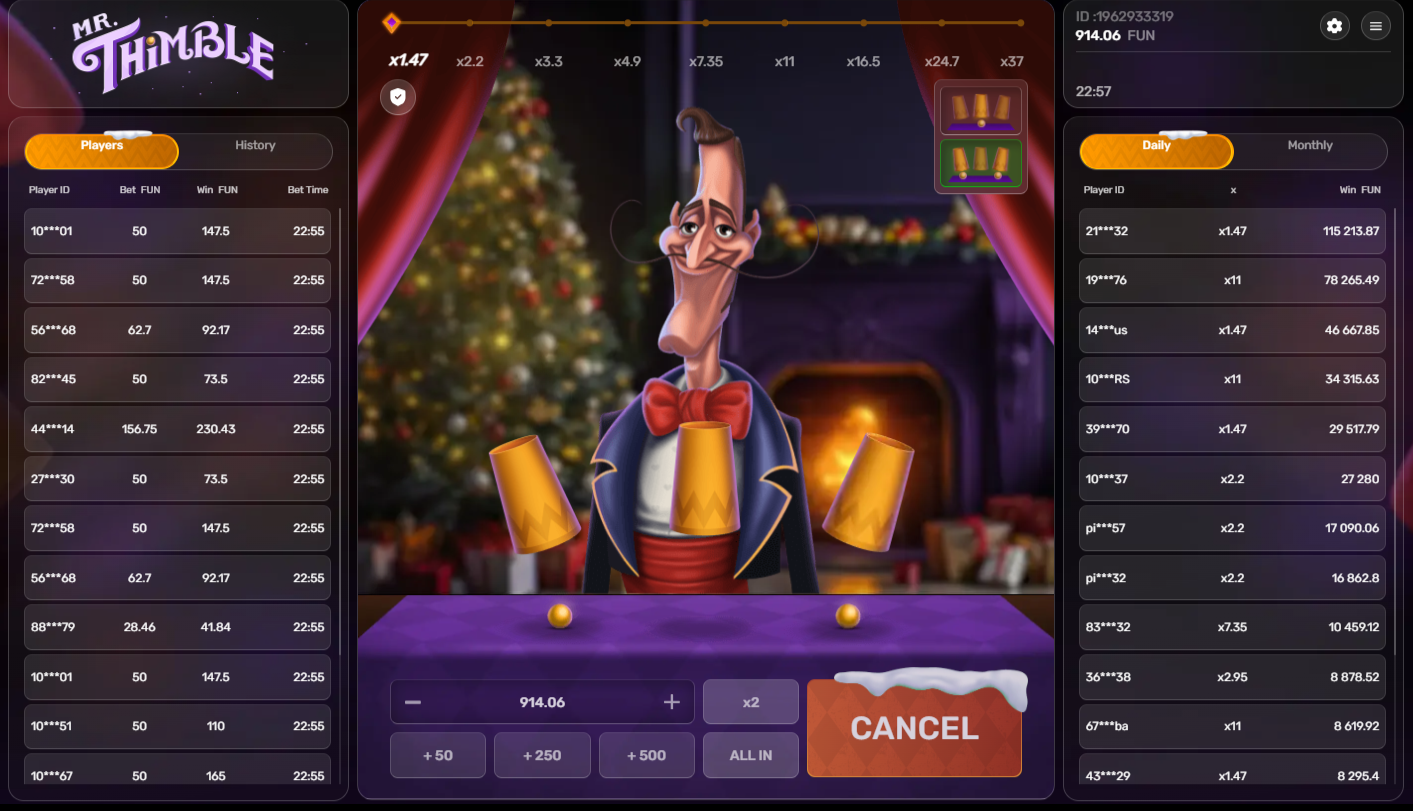 MR.
THIMBLE
Players History
Player ID Bet FUN Win FUN Bet Time
10***01 50 147.5 22:55
72***58 50 147.5 22:55
56***68 62.7 92.17 22:55
82***45 50 73.5 22:55
44***14 156.75 230.43 22:55
27***30 50 73.5 22:55
72***58 50 147.5 22:55
56***68 62.7 92.17 22:55
88***79 28.46 41.84 22:55
10***01 50 147.5 22:55
10***51 50 110 22:55
10***67 50 165 22:55
x1.47 x2.2 x3.3 x4.9 x7.35 x11 x16.5 x24.7 x37
914.06
x2
+ 50 + 250 + 500 ALL IN
CANCEL
ID :1962933319
914.06 FUN
22:57
Daily Monthly
Player ID x Win FUN
21***32 x1.47 115 213.87
19***76 x11 78 265.49
14***us x1.47 46 667.85
10***RS x11 34 315.63
39***70 x1.47 29 517.79
10***37 x2.2 27 280
pi***57 x2.2 17 090.06
pi***32 x2.2 16 862.8
83***32 x7.35 10 459.12
36***38 x2.95 8 878.52
67***ba x11 8 619.92
43***29 x1.47 8 295.4